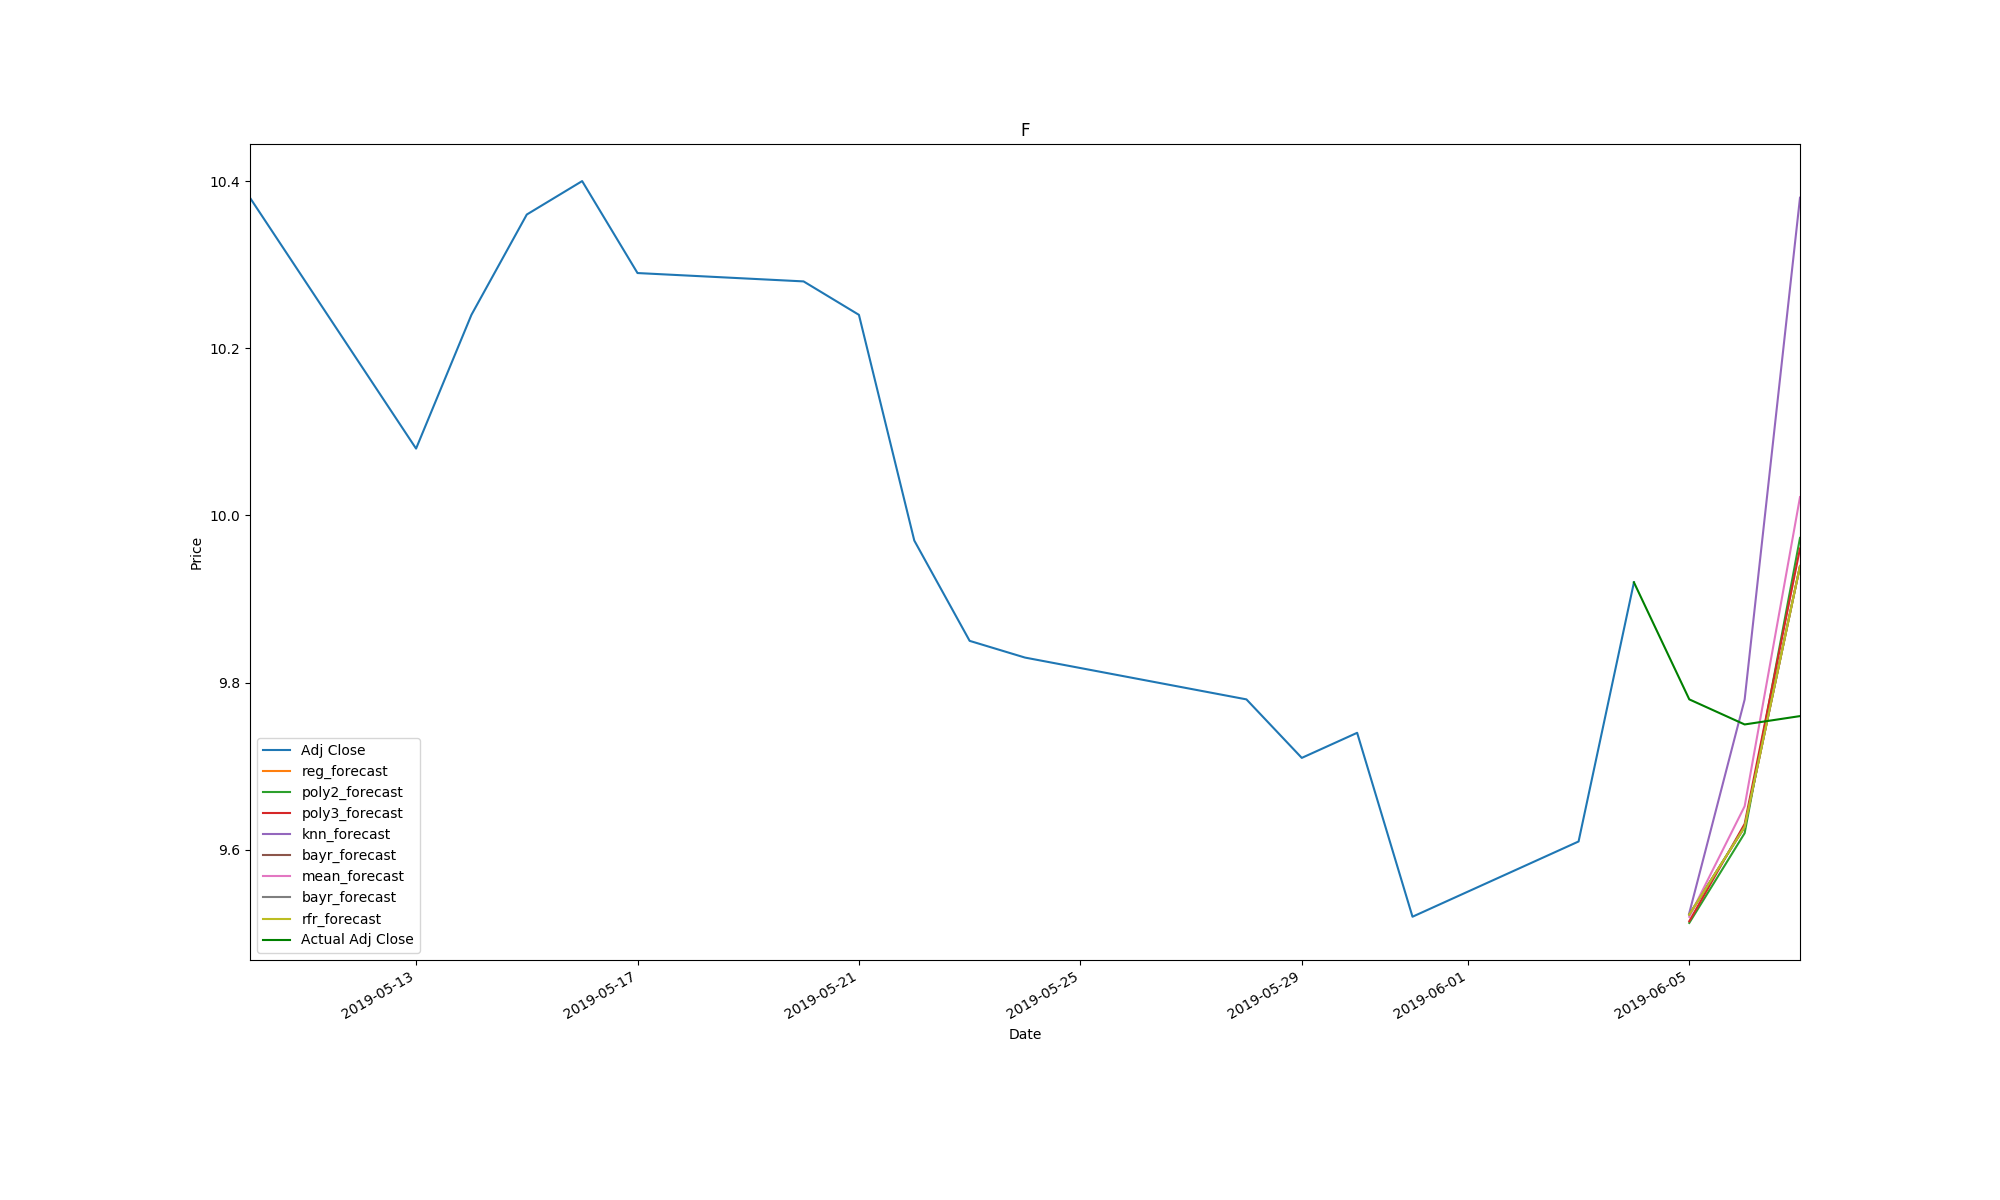 F
10.4
10.2
10.0
9.8
9.6
Price
Adj Close
reg_forecast
poly2_forecast
poly3_forecast
knn_forecast
bayr_forecast
mean_forecast
bayr_forecast
rfr_forecast
Actual Adj Close
2019-05-13
2019-05-17
2019-05-21
2019-05-25
2019-05-29
2019-06-01
2019-06-05
Date